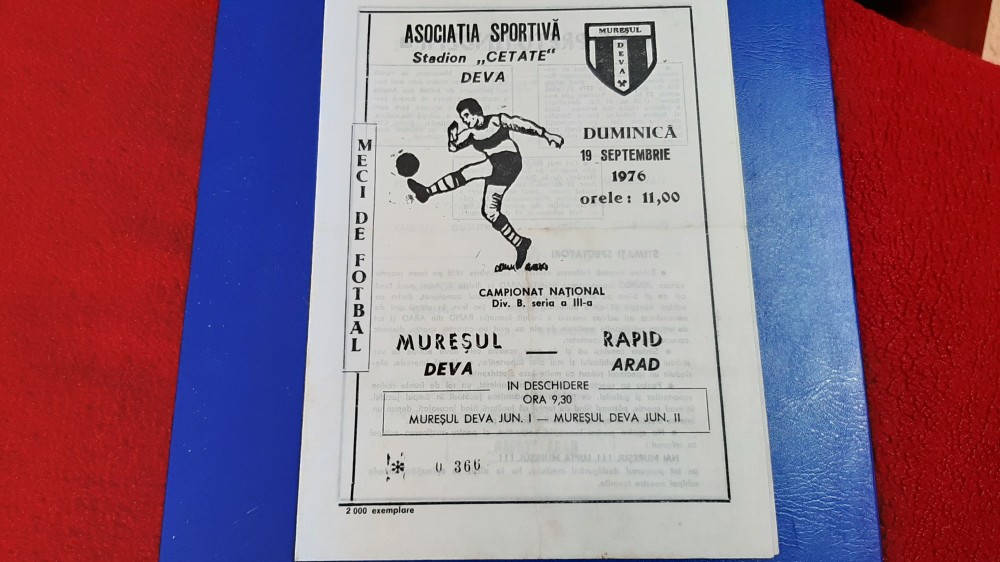 ASOCIAȚIA SPORTIVĂ
Stadion „CETATE"
DEVA
MUREȘUL
DEVA
MECI DE FOTBAL
DUMINICĂ
19 SEPTEMBRIE
1976
orele: 11,00
CAMPIONAT NAȚIONAL
Div. B. seria a III-a
MUREȘUL — RAPID
DEVA ARAD
IN DESCHIDERE
ORA 9,30
MUREȘUL DEVA JUN. I — MUREȘUL DEVA JUN. II
* 0 366
2 000 exemplare